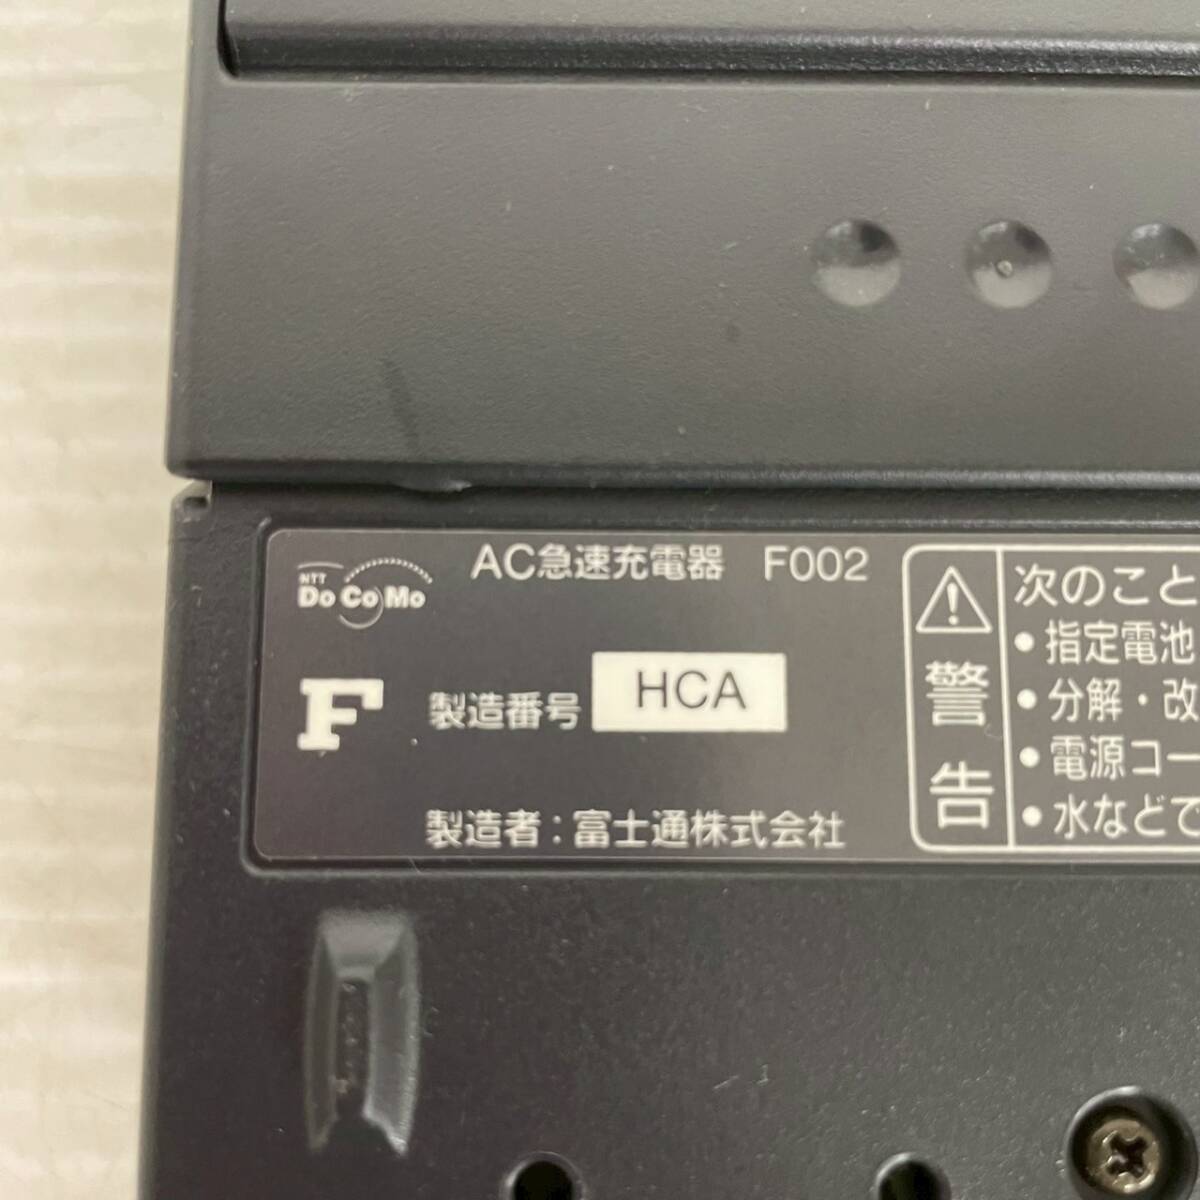 NTT
DoCoMo
AC急速充電器 F002
F
製造番号 HCA
製造者：富士通株式会社
警告
次のこと
• 指定電池
• 分解・改
• 電源コー
• 水などで